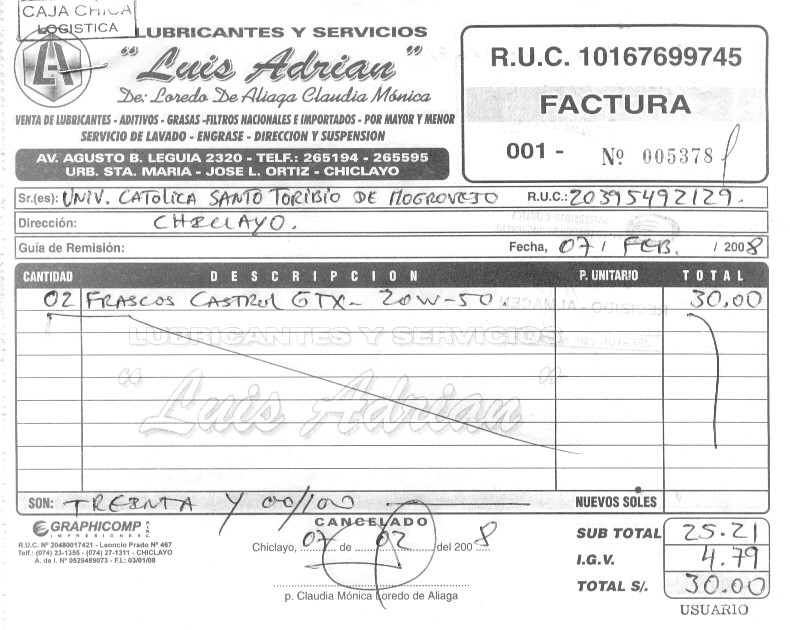 CAJA CHICA
LOGISTICA
LUBRICANTES Y SERVICIOS
"Luis Adrian"
De: Loredo De Aliaga Claudia Mónica
VENTA DE LUBRICANTES - ADITIVOS - GRASAS -FILTROS NACIONALES E IMPORTADOS - POR MAYOR Y MENOR
SERVICIO DE LAVADO - ENGRASE - DIRECCION Y SUSPENSION
AV. AGUSTO B. LEGUIA 2320 - TELF.: 265194 - 265595
URB. STA. MARIA - JOSE L. ORTIZ - CHICLAYO
R.U.C. 10167699745
FACTURA
001 - Nº 005378
Sr.(es): UNIV. CATOLICA SANTO TORIBIO DE MOGROVEJO R.U.C.: 20395492129.
Dirección: CHICLAYO.
Guía de Remisión: Fecha, 07 / FEB. / 2008
CANTIDAD DESCRIPCION P. UNITARIO TOTAL
02 FRASCOS CASTROL GTX- 20W-50. 30.00
LUBRICANTES Y SERVICIOS
"Luis Adrian"
SON: TREINTA Y 00/100 NUEVOS SOLES
GRAPHICOMP
IMPRESIONES
R.U.C. Nº 20480017421 - Leoncio Prado Nº 467
Telf.: (074) 23-1355 - (074) 27-1311 - CHICLAYO
A. de I. Nº 0529489073 - F.I.: 03/01/08
CANCELADO
Chiclayo, 07 de 02 del 2008
p. Claudia Mónica Loredo de Aliaga
SUB TOTAL 25.21
I.G.V. 4.79
TOTAL S/. 30.00
USUARIO